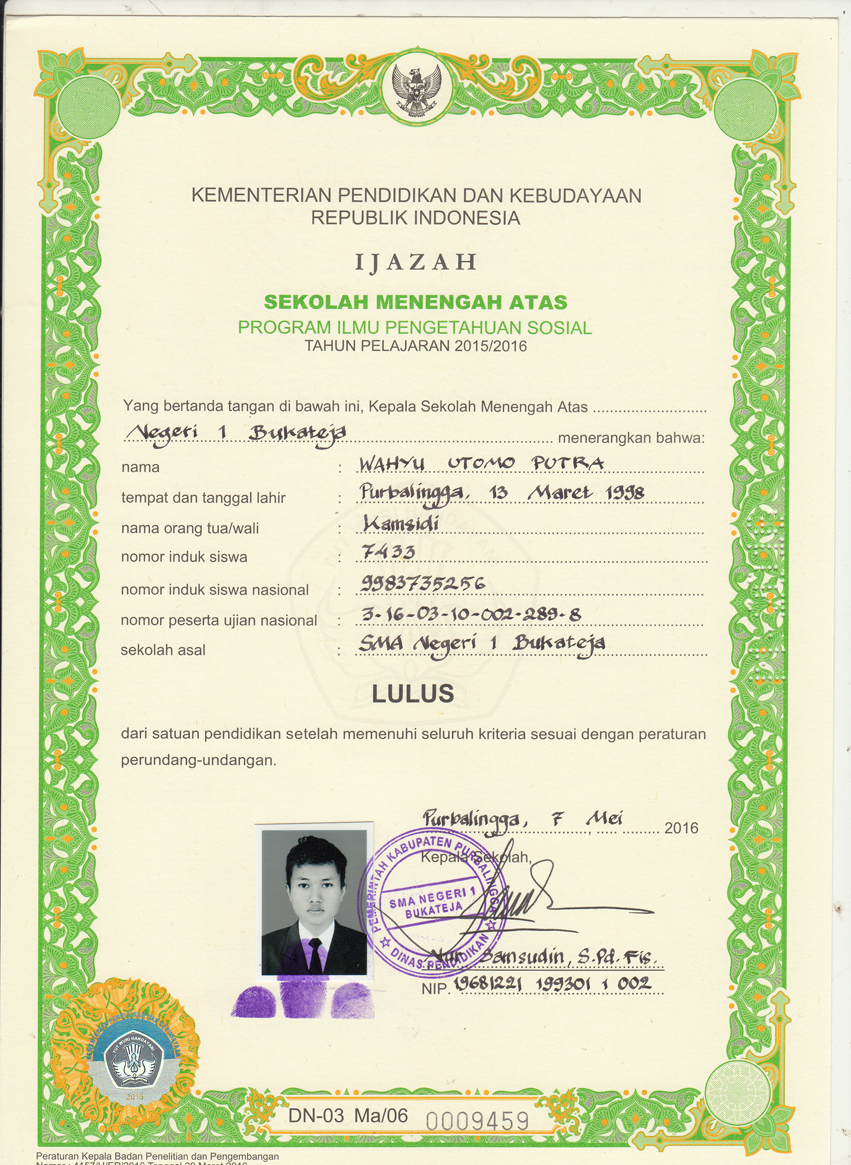 KEMENTERIAN PENDIDIKAN DAN KEBUDAYAAN
REPUBLIK INDONESIA
IJAZAH
SEKOLAH MENENGAH ATAS
PROGRAM ILMU PENGETAHUAN SOSIAL
TAHUN PELAJARAN 2015/2016
Yang bertanda tangan di bawah ini, Kepala Sekolah Menengah Atas ...........................
Negeri 1 Bukateja ................................................. menerangkan bahwa:
nama : WAHYU UTOMO PUTRA
tempat dan tanggal lahir : Purbalingga, 13 Maret 1998
nama orang tua/wali : Kamsidi
nomor induk siswa : 7433
nomor induk siswa nasional : 9983735256
nomor peserta ujian nasional : 3-16-03-10-002-289-8
sekolah asal : SMA Negeri 1 Bukateja
LULUS
dari satuan pendidikan setelah memenuhi seluruh kriteria sesuai dengan peraturan
perundang-undangan.
Purbalingga, 7 Mei 2016
Kepala Sekolah,
PEMERINTAH KABUPATEN PURBALINGGA
SMA NEGERI 1
BUKATEJA
DINAS PENDIDIKAN
Samsudin, S.Pd. Fis.
NIP 19681221 199301 1 002
TUT WURI HANDAYANI
2016
DN-03 Ma/06 0009459
Peraturan Kepala Badan Penelitian dan Pengembangan